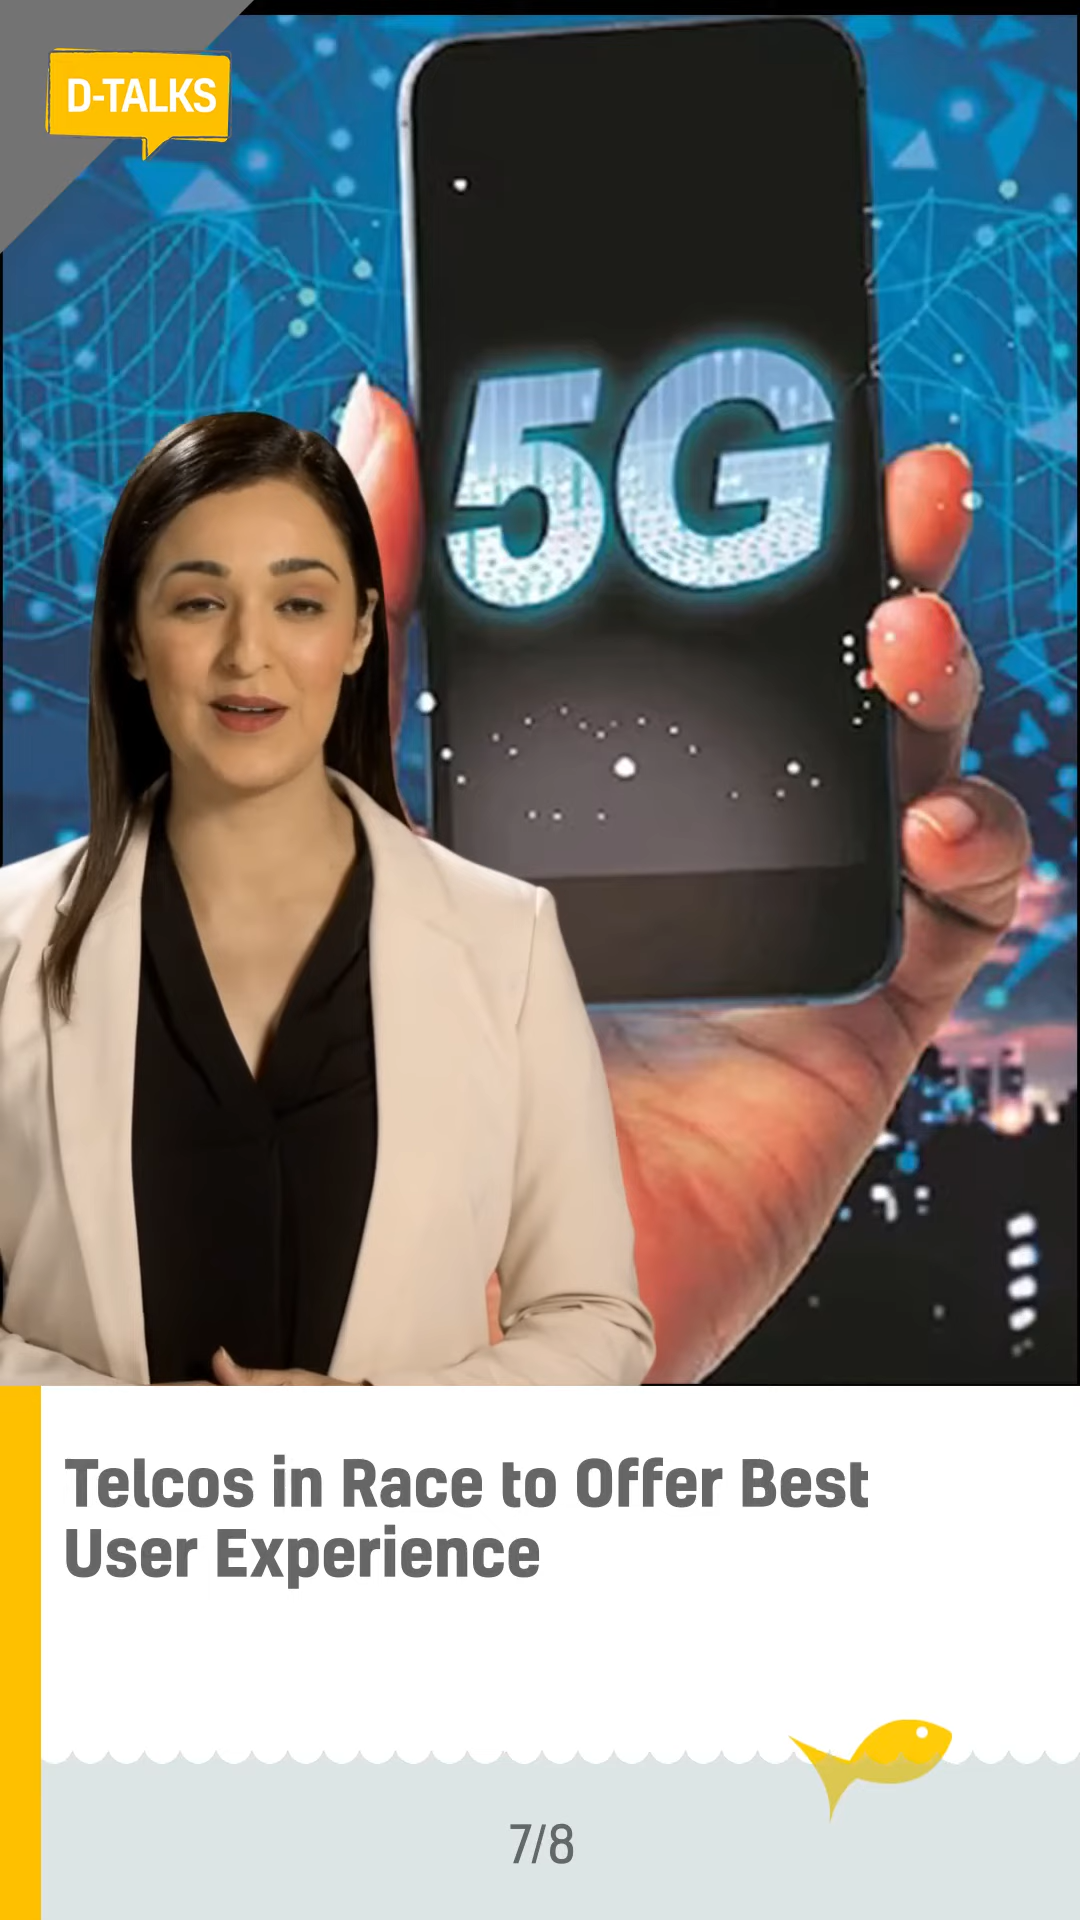 D-TALKS
5G
Telcos in Race to Offer Best
User Experience
7/8